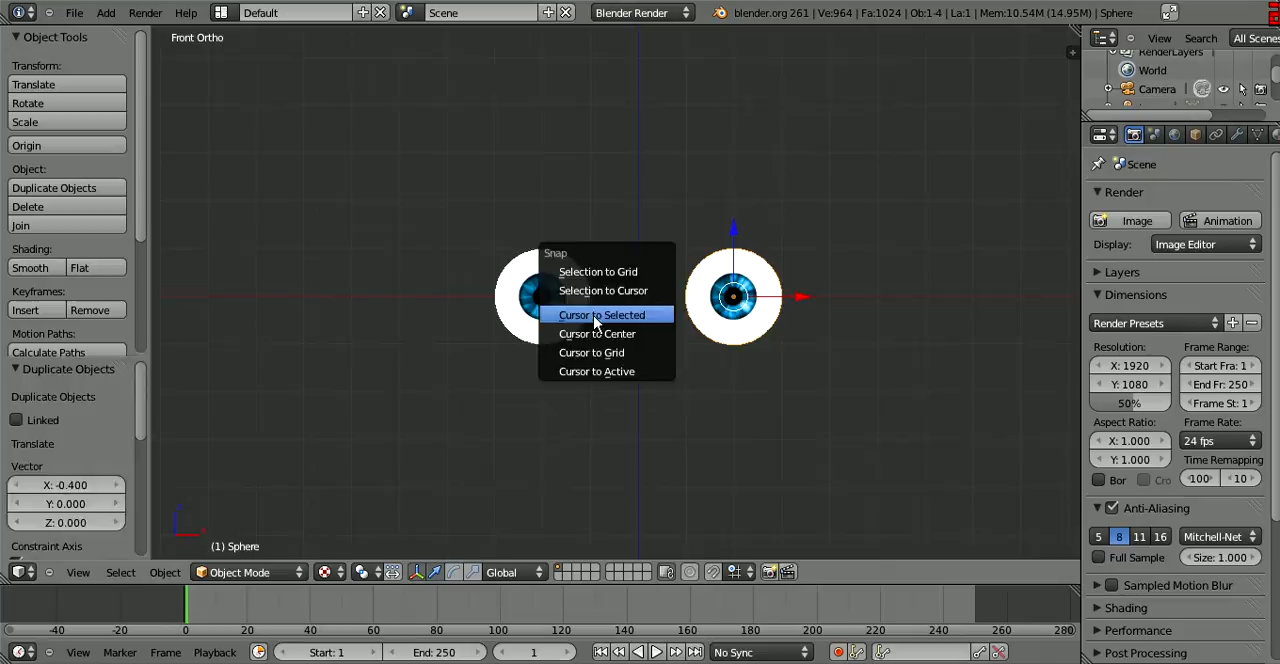 File Add Render Help Default Scene Blender Render blender.org 261 | Ve:964 | Fa:1024 | Ob:1-4 | La:1 | Mem:10.54M (14.95M) | Sphere
Object Tools
Transform:
Translate
Rotate
Scale
Origin
Object:
Duplicate Objects
Delete
Join
Shading:
Smooth Flat
Keyframes:
Insert Remove
Motion Paths:
Calculate Paths
Duplicate Objects
Duplicate Objects
Linked
Translate
Vector
X: -0.400
Y: 0.000
Z: 0.000
Constraint Axis
Front Ortho
Snap
Selection to Grid
Selection to Cursor
Cursor to Selected
Cursor to Center
Cursor to Grid
Cursor to Active
(1) Sphere
View Select Object Object Mode Global
View Search All Scenes
RenderLayers
World
Camera
Scene
Render
Image Animation
Display: Image Editor
Layers
Dimensions
Render Presets
Resolution: Frame Range:
X: 1920 Start Fra: 1
Y: 1080 End Fr: 250
50% Frame St: 1
Aspect Ratio: Frame Rate:
X: 1.000 24 fps
Y: 1.000 Time Remapping
Bor Cro 100 10
Anti-Aliasing
5 8 11 16 Mitchell-Net
Full Sample Size: 1.000
Sampled Motion Blur
Shading
Performance
Post Processing
-40 -20 0 20 40 60 80 100 120 140 160 180 200 220 240 260 280
View Marker Frame Playback Start: 1 End: 250 1 No Sync